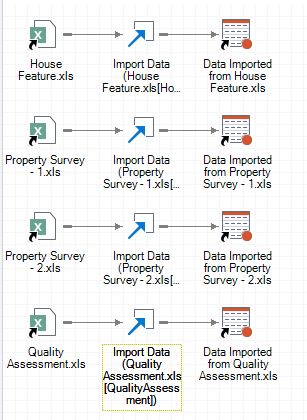 House
Feature.xls
Import Data
(House
Feature.xls[Ho...
Data Imported
from House
Feature.xls
Property Survey
- 1.xls
Import Data
(Property
Survey - 1.xls[...
Data Imported
from Property
Survey - 1.xls
Property Survey
- 2.xls
Import Data
(Property
Survey - 2.xls[...
Data Imported
from Property
Survey - 2.xls
Quality
Assessment.xls
Import Data
(Quality
Assessment.xls
[QualityAssess
ment])
Data Imported
from Quality
Assessment.xls